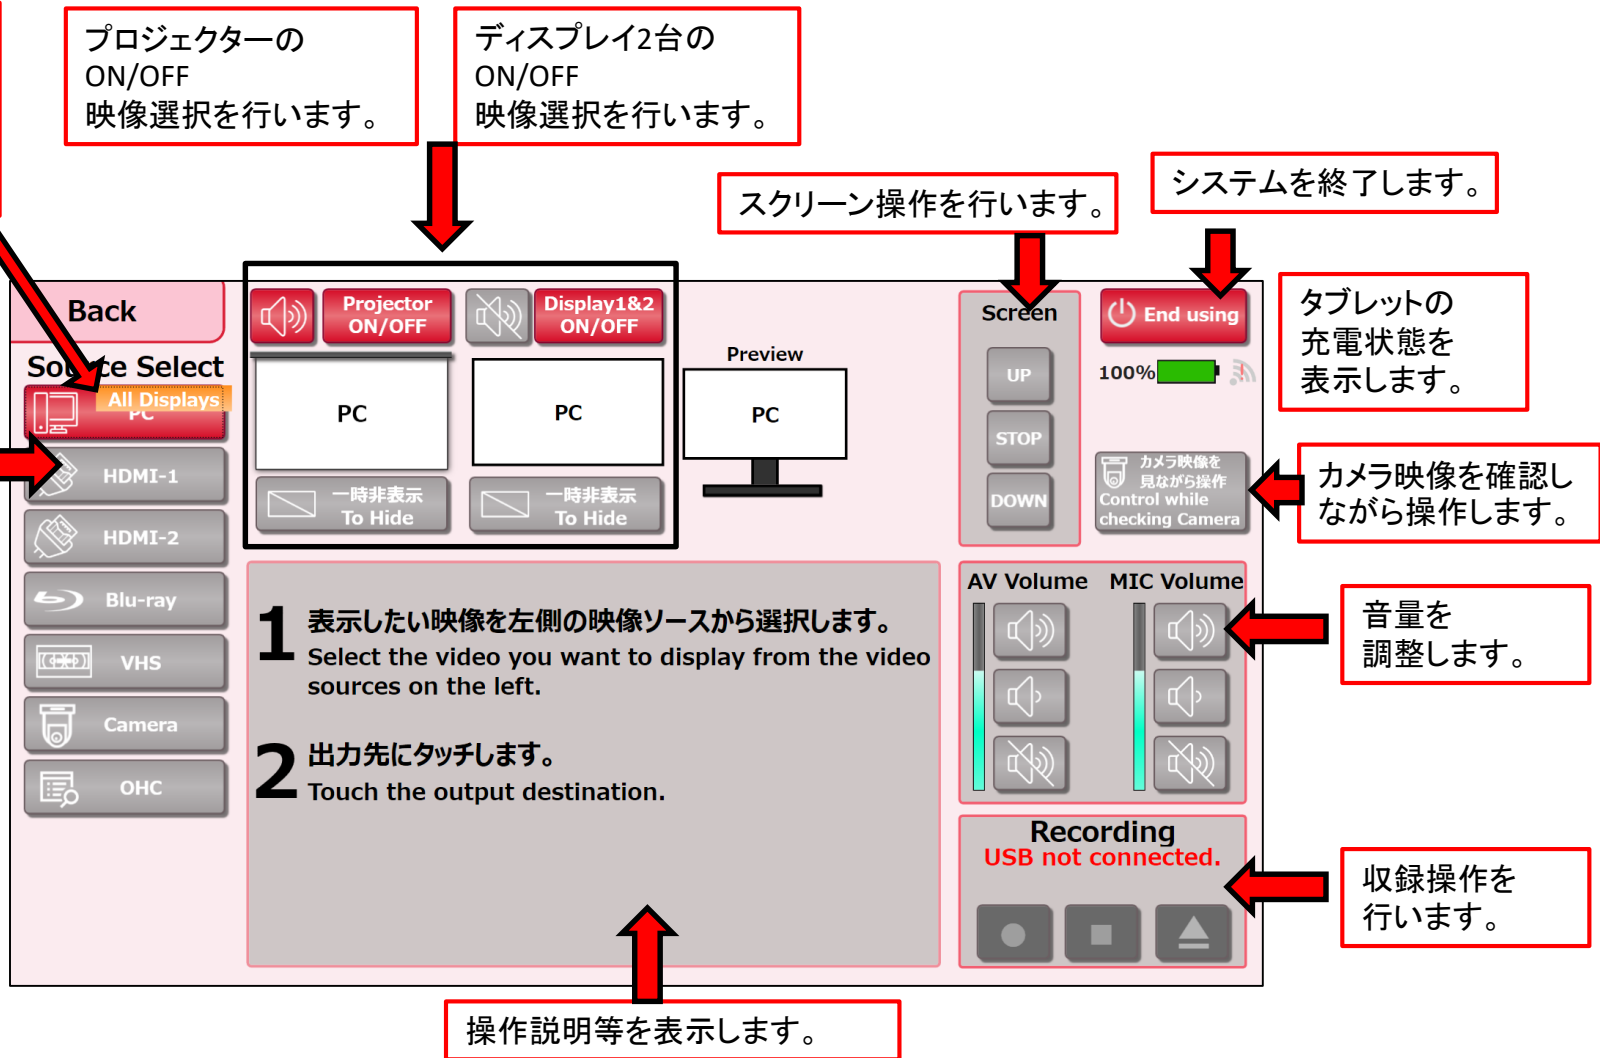 プロジェクターの
ON/OFF
映像選択を行います。
ディスプレイ2台の
ON/OFF
映像選択を行います。
スクリーン操作を行います。
システムを終了します。
Back
Projector
ON/OFF
Display1&2
ON/OFF
Screen
End using
タブレットの
充電状態を
表示します。
Source Select
Preview
100%
UP
All Displays
PC
PC
PC
PC
STOP
HDMI-1
カメラ映像を
見ながら操作
Control while
checking Camera
カメラ映像を確認し
ながら操作します。
一時非表示
To Hide
一時非表示
To Hide
DOWN
HDMI-2
AV Volume
MIC Volume
Blu-ray
1 表示したい映像を左側の映像ソースから選択します。
Select the video you want to display from the video
sources on the left.
音量を
調整します。
VHS
Camera
2 出力先にタッチします。
Touch the output destination.
OHC
Recording
USB not connected.
収録操作を
行います。
操作説明等を表示します。